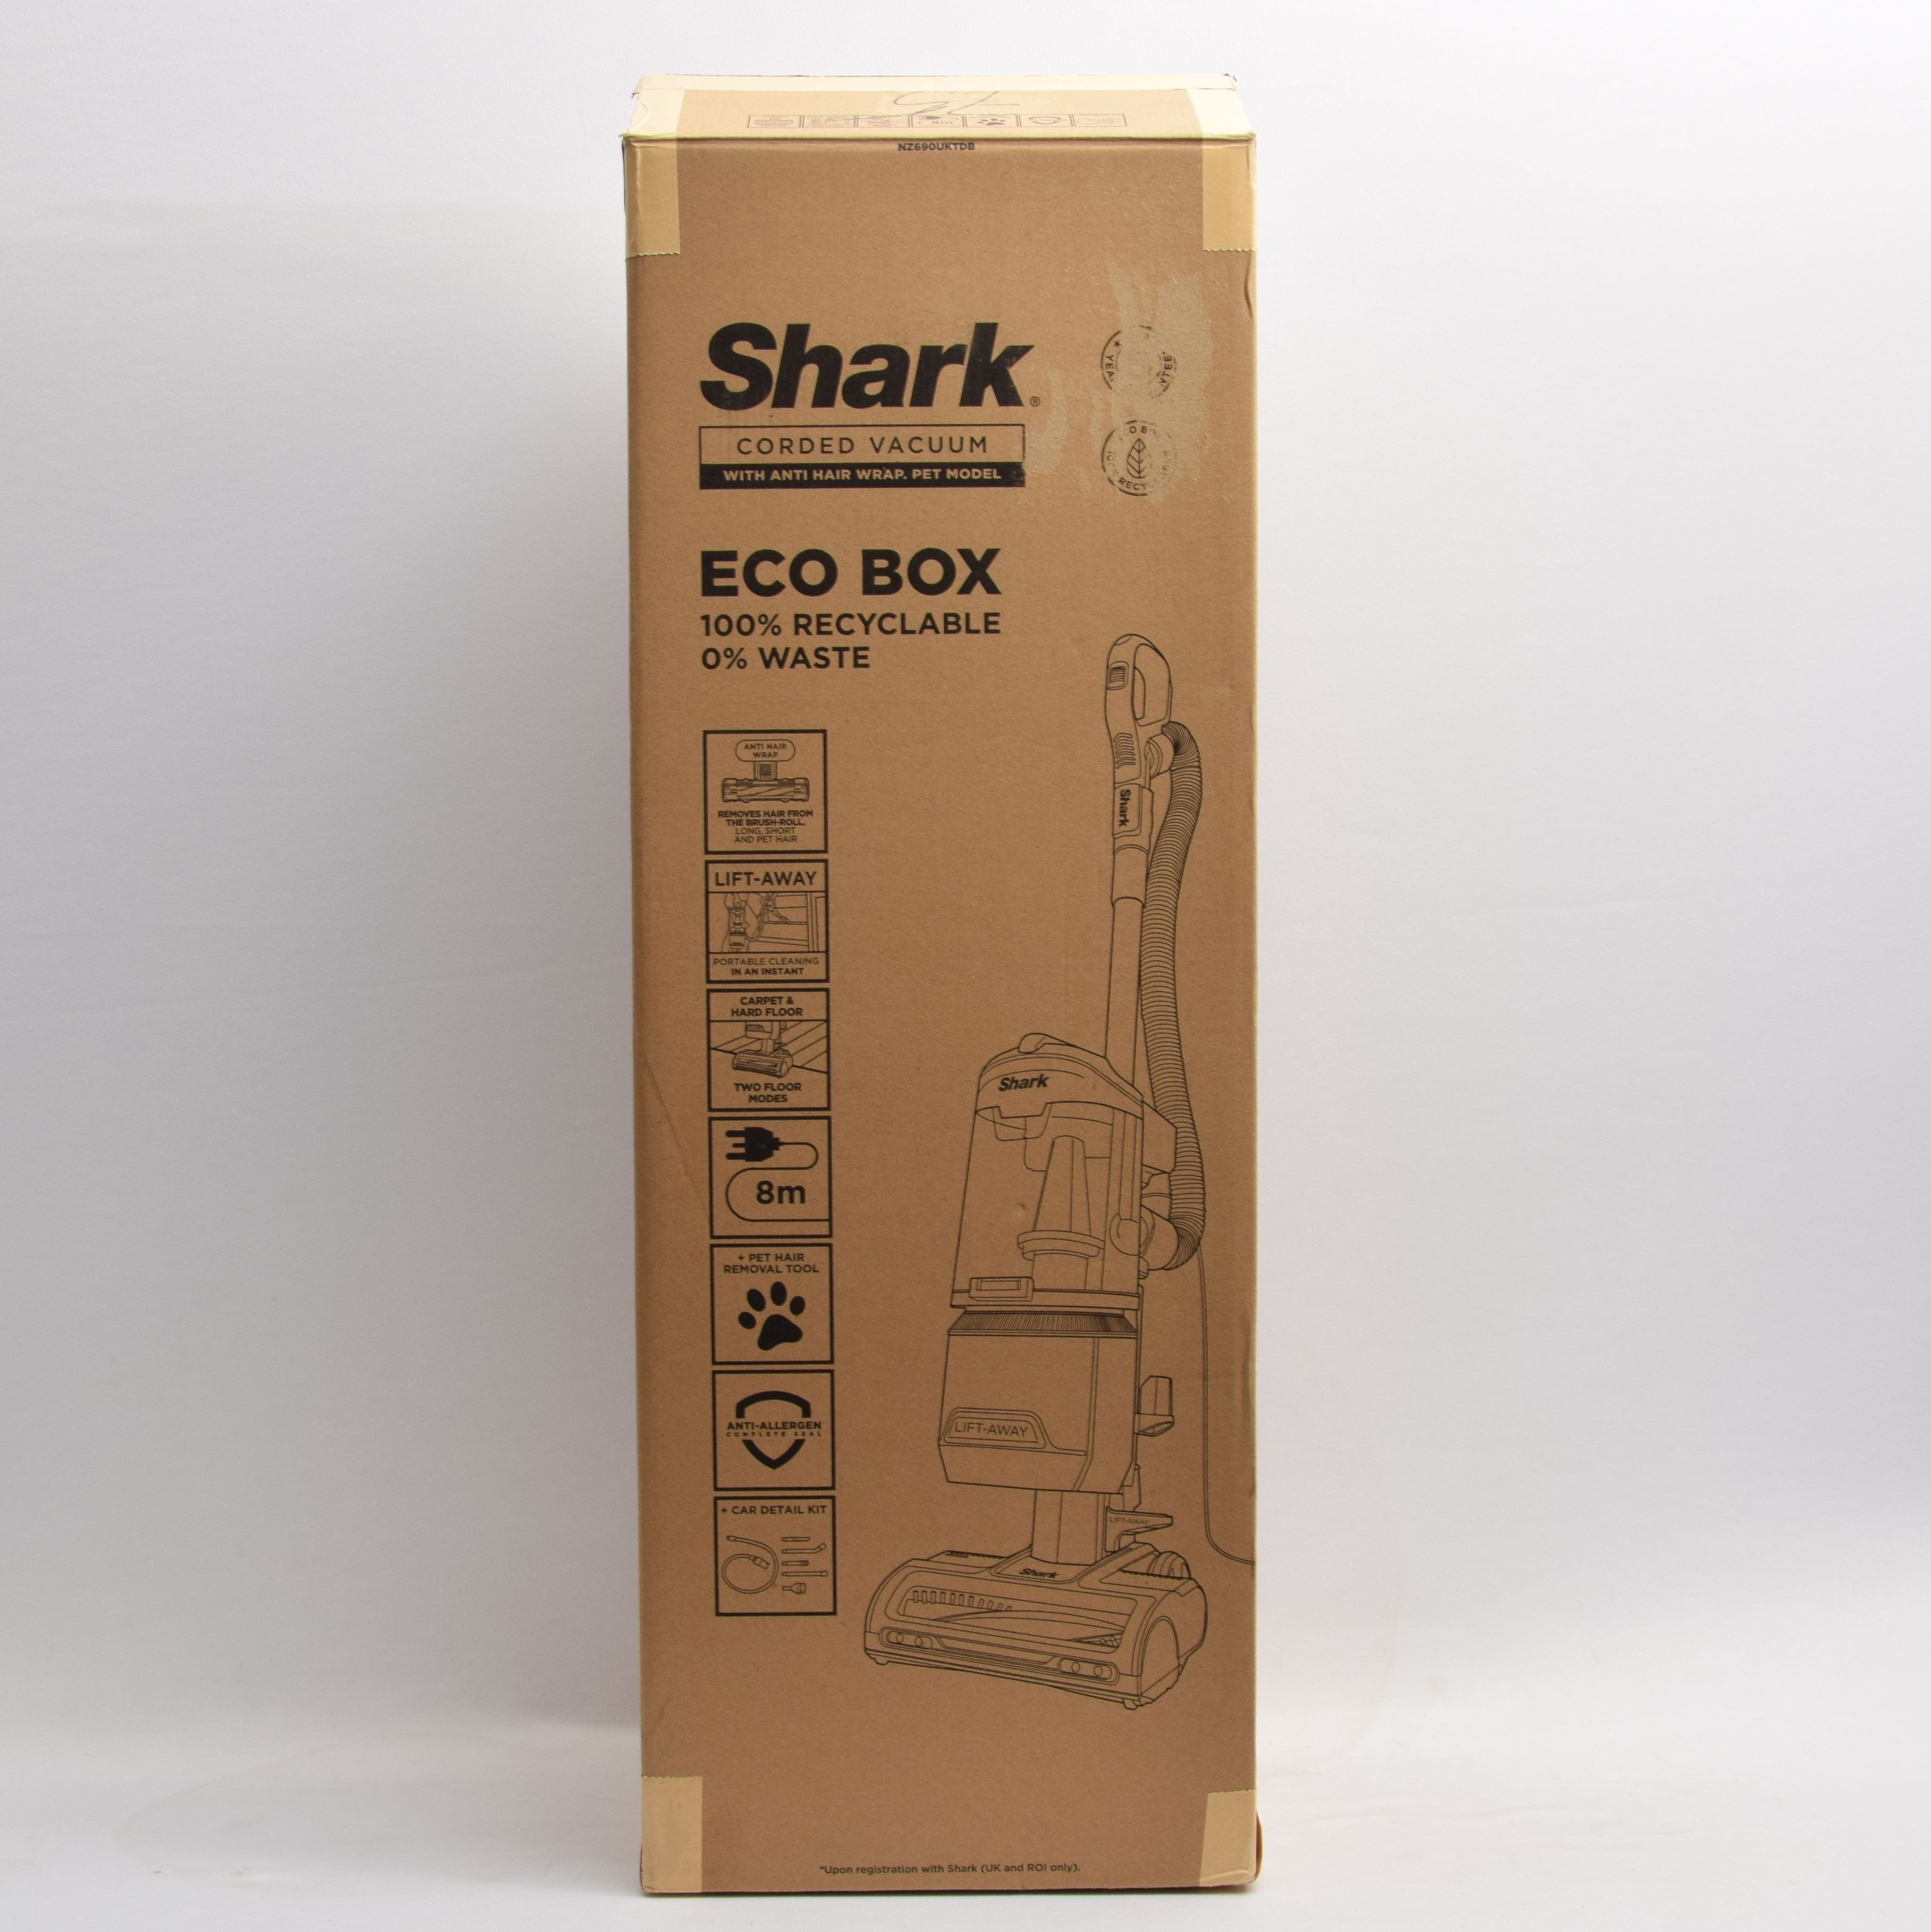 8m
NZ690UKTDB
Shark®
CORDED VACUUM
WITH ANTI HAIR WRAP. PET MODEL
ECO BOX
100% RECYCLABLE
0% WASTE
ANTI HAIR
WRAP
REMOVES HAIR FROM
THE BRUSH-ROLL.
LONG, SHORT
AND PET HAIR
LIFT-AWAY
PORTABLE CLEANING
IN AN INSTANT
CARPET &
HARD FLOOR
TWO FLOOR
MODES
8m
+ PET HAIR
REMOVAL TOOL
ANTI-ALLERGEN
COMPLETE SEAL
+ CAR DETAIL KIT
Shark
Shark
LIFT-AWAY
LIFT-AWAY
Shark
*Upon registration with Shark (UK and ROI only).